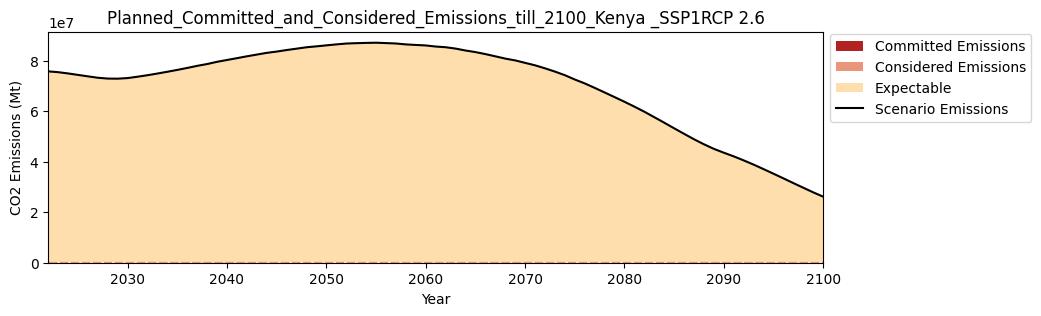 Planned_Committed_and_Considered_Emissions_till_2100_Kenya _SSP1RCP 2.6
1e7
8
6
4
2
0
CO2 Emissions (Mt)
2030 2040 2050 2060 2070 2080 2090 2100
Year
Committed Emissions
Considered Emissions
Expectable
Scenario Emissions